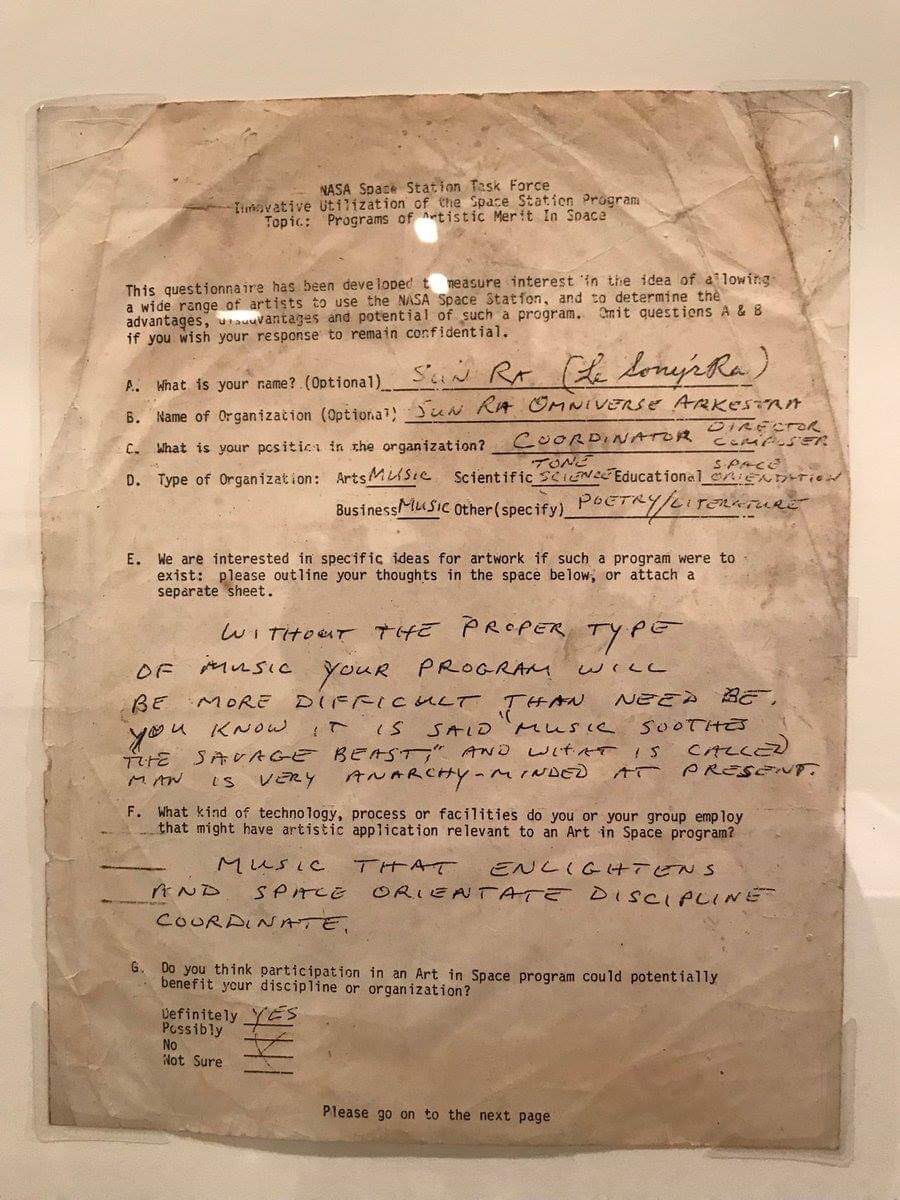 NASA Space Station Task Force
Innovative Utilization of the Space Station Program
Topic: Programs of Artistic Merit In Space
This questionnaire has been developed to measure interest in the idea of allowing
a wide range of artists to use the NASA Space Station, and to determine the
advantages, disadvantages and potential of such a program. Omit questions A & B
if you wish your response to remain confidential.
A. What is your name? (Optional) SUN RA (Le Sony'r Ra)
B. Name of Organization (Optional) SUN RA OMNIVERSE ARKESTRA
C. What is your position in the organization? COORDINATOR DIRECTOR COMPOSER
D. Type of Organization: Arts MUSIC Scientific TONE SCIENCE Educational SPACE ORIENTATION
Business MUSIC Other(specify) POETRY/LITERATURE
E. We are interested in specific ideas for artwork if such a program were to
exist: please outline your thoughts in the space below, or attach a
separate sheet.
WITHOUT THE PROPER TYPE
OF MUSIC YOUR PROGRAM WILL
BE MORE DIFFICULT THAN NEED BE.
YOU KNOW IT IS SAID "MUSIC SOOTHES
THE SAVAGE BEAST," AND WHAT IS CALLED
MAN IS VERY ANARCHY-MINDED AT PRESENT.
F. What kind of technology, process or facilities do you or your group employ
that might have artistic application relevant to an Art in Space program?
MUSIC THAT ENLIGHTENS
AND SPACE ORIENTATE DISCIPLINE
COORDINATE.
G. Do you think participation in an Art in Space program could potentially
benefit your discipline or organization?
Definitely YES
Possibly
No
Not Sure
Please go on to the next page